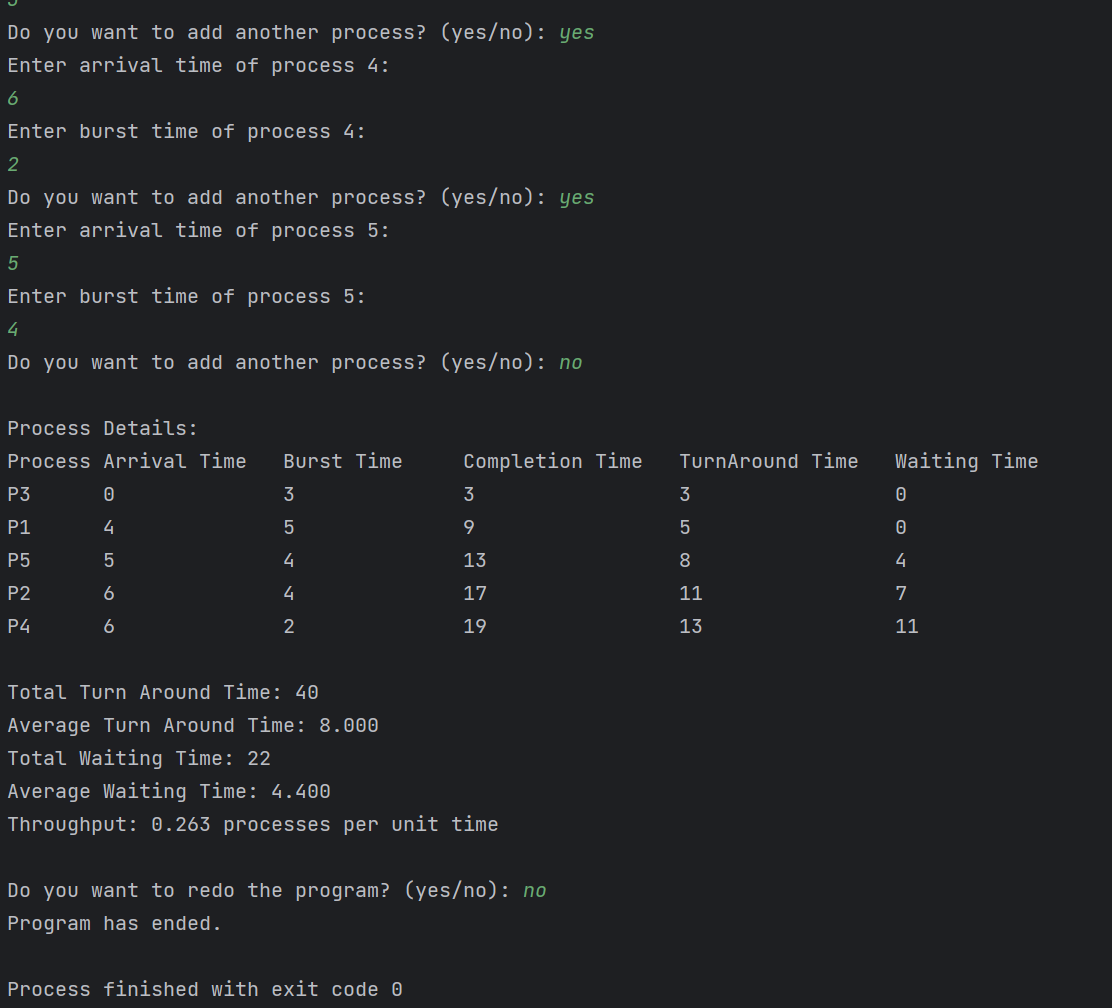 Do you want to add another process? (yes/no): yes
Enter arrival time of process 4:
6
Enter burst time of process 4:
2
Do you want to add another process? (yes/no): yes
Enter arrival time of process 5:
5
Enter burst time of process 5:
4
Do you want to add another process? (yes/no): no
Process Details:
Process Arrival Time Burst Time Completion Time TurnAround Time Waiting Time
P3 0 3 3 3 0
P1 4 5 9 5 0
P5 5 4 13 8 4
P2 6 4 17 11 7
P4 6 2 19 13 11
Total Turn Around Time: 40
Average Turn Around Time: 8.000
Total Waiting Time: 22
Average Waiting Time: 4.400
Throughput: 0.263 processes per unit time
Do you want to redo the program? (yes/no): no
Program has ended.
Process finished with exit code 0